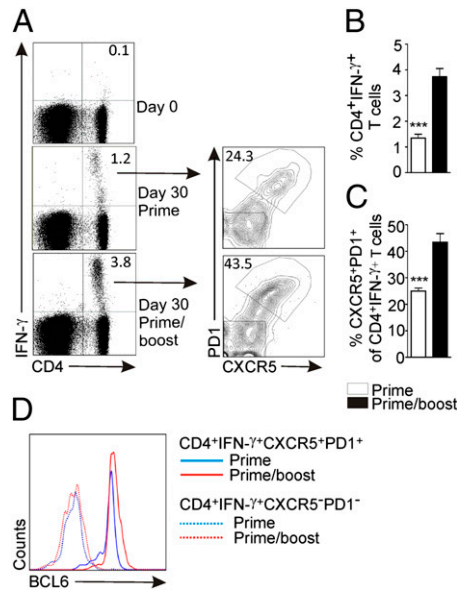 A
0.1
Day 0
1.2
Day 30
Prime
3.8
Day 30
Prime/
boost
IFN-γ
CD4
24.3
43.5
PD1
CXCR5
B
% CD4⁺IFN-γ⁺
T cells
5
4
3
2
1
0
***
C
% CXCR5⁺PD1⁺
of CD4⁺IFN-γ⁺ T cells
50
40
30
20
10
0
***
Prime
Prime/boost
D
Counts
BCL6
CD4⁺IFN-γ⁺CXCR5⁺PD1⁺
Prime
Prime/boost
CD4⁺IFN-γ⁺CXCR5⁻PD1⁻
Prime
Prime/boost